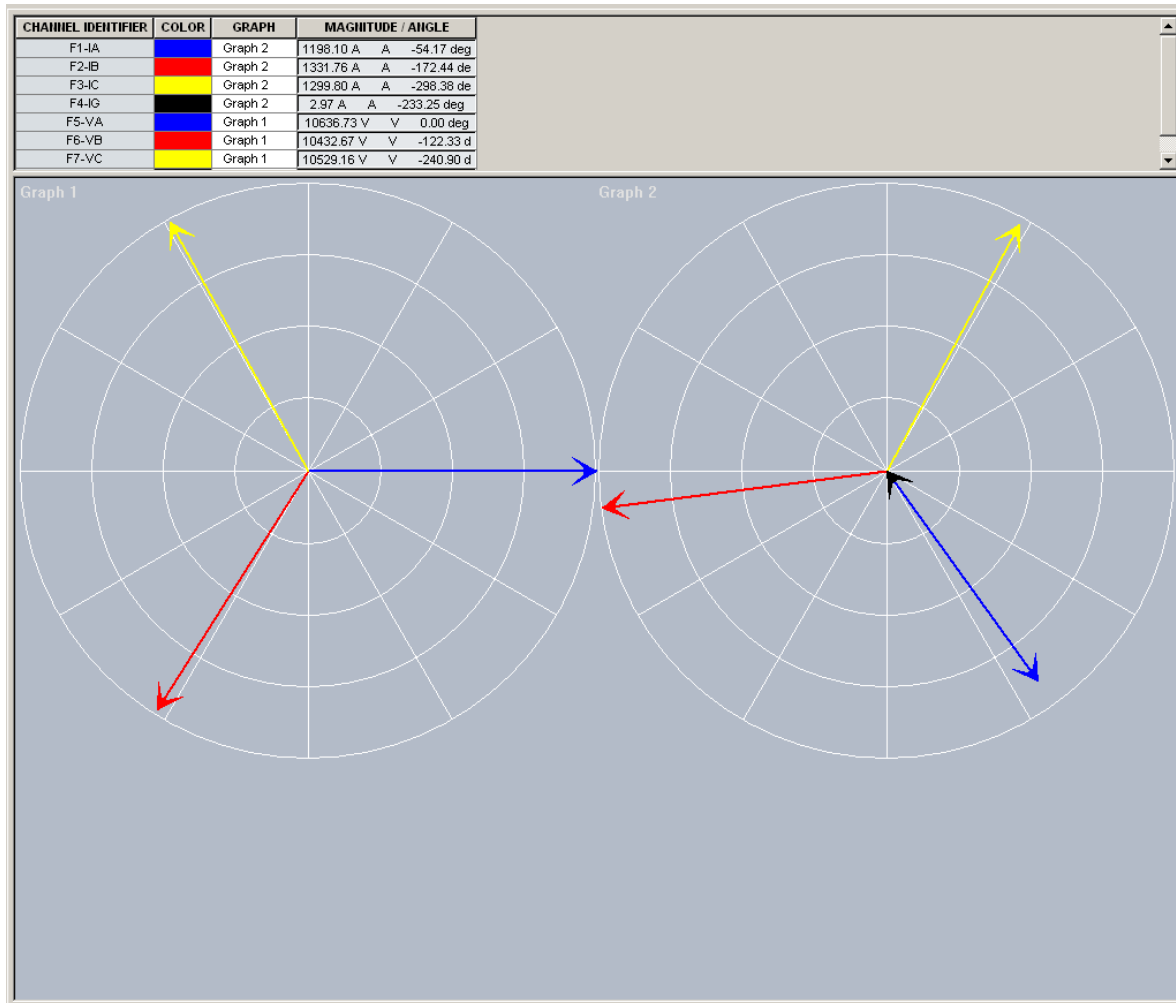 CHANNEL IDENTIFIER COLOR GRAPH MAGNITUDE / ANGLE
F1-IA Graph 2 1198.10 A A -54.17 deg
F2-IB Graph 2 1331.76 A A -172.44 de
F3-IC Graph 2 1299.80 A A -298.38 de
F4-IG Graph 2 2.97 A A -233.25 deg
F5-VA Graph 1 10636.73 V V 0.00 deg
F6-VB Graph 1 10432.67 V V -122.33 d
F7-VC Graph 1 10529.16 V V -240.90 d
Graph 1 Graph 2